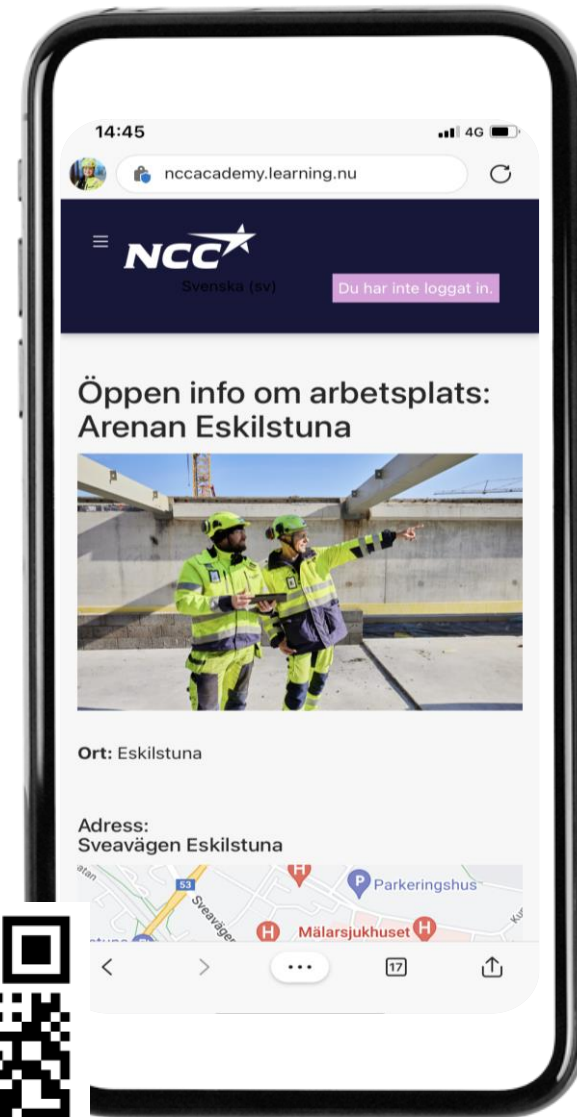 14:45
4G
nccacademy.learning.nu
NCC
Svenska (sv)
Du har inte loggat in.
Öppen info om arbetsplats:
Arenan Eskilstuna
Ort: Eskilstuna
Adress:
Sveavägen Eskilstuna
53
Sveaväge
P Parkeringshus
H
H Mälarsjukhuset H
17